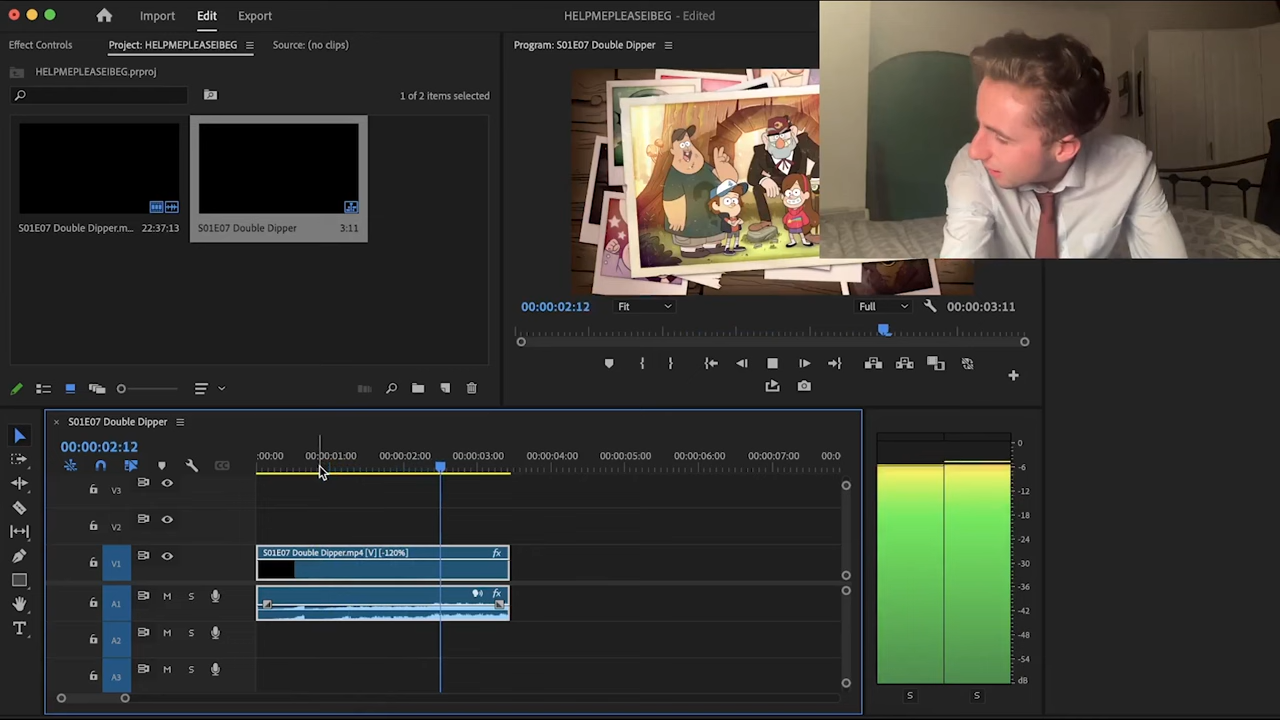 Import Edit Export
HELPMEPLEASEIBEG - Edited
Effect Controls Project: HELPMEPLEASEIBEG Source: (no clips)
Program: S01E07 Double Dipper
HELPMEPLEASEIBEG.prproj
1 of 2 items selected
S01E07 Double Dipper.m... 22:37:13
S01E07 Double Dipper 3:11
00:00:02:12 Fit Full 00:00:03:11
S01E07 Double Dipper
00:00:02:12
:00:00 00:00:01:00 00:00:02:00 00:00:03:00 00:00:04:00 00:00:05:00 00:00:06:00 00:00:07:00 00:0
CC
V3
V2
S01E07 Double Dipper.mp4 [V] [-120%] fx
V1
A1 M S fx
A2 M S
A3 M S
0
-6
-12
-18
-24
-30
-36
-42
-48
-54
dB
S S